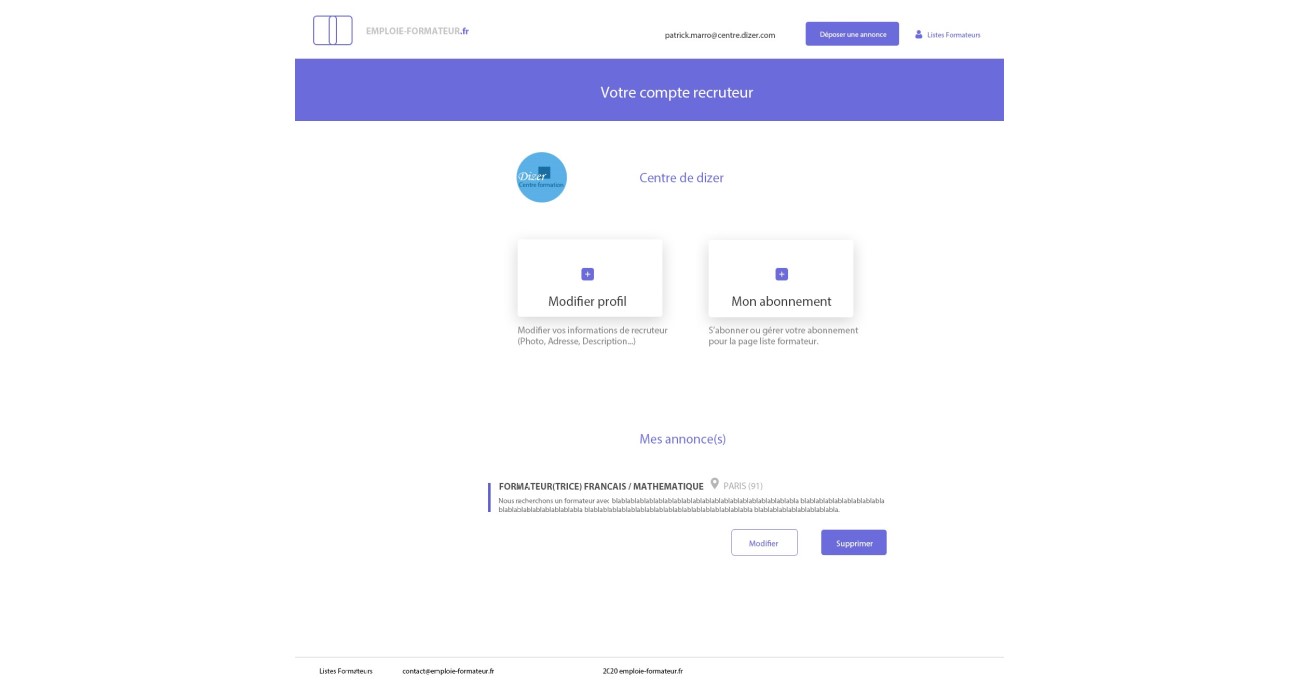 EMPLOIE-FORMATEUR.fr
patrick.marro@centre.dizer.com
Déposer une annonce
Listes Formateurs
Votre compte recruteur
Dizer
Centre formation
Centre de dizer
Modifier profil
Mon abonnement
Modifier vos informations de recruteur
(Photo, Adresse, Description...)
S'abonner ou gérer votre abonnement
pour la page liste formateur.
Mes annonce(s)
FORMATEUR(TRICE) FRANCAIS / MATHEMATIQUE PARIS (91)
Nous recherchons un formateur avec blablablablablablablablablablablablablablablablablablabla blablablablablablablablabla
blablablablablablablablabla blablablablablablablablablablablablablablablablablabla blablablablablablablablabla.
Modifier
Supprimer
Listes Formateurs
contact@emploie-formateur.fr
2C20 emploie-formateur.fr